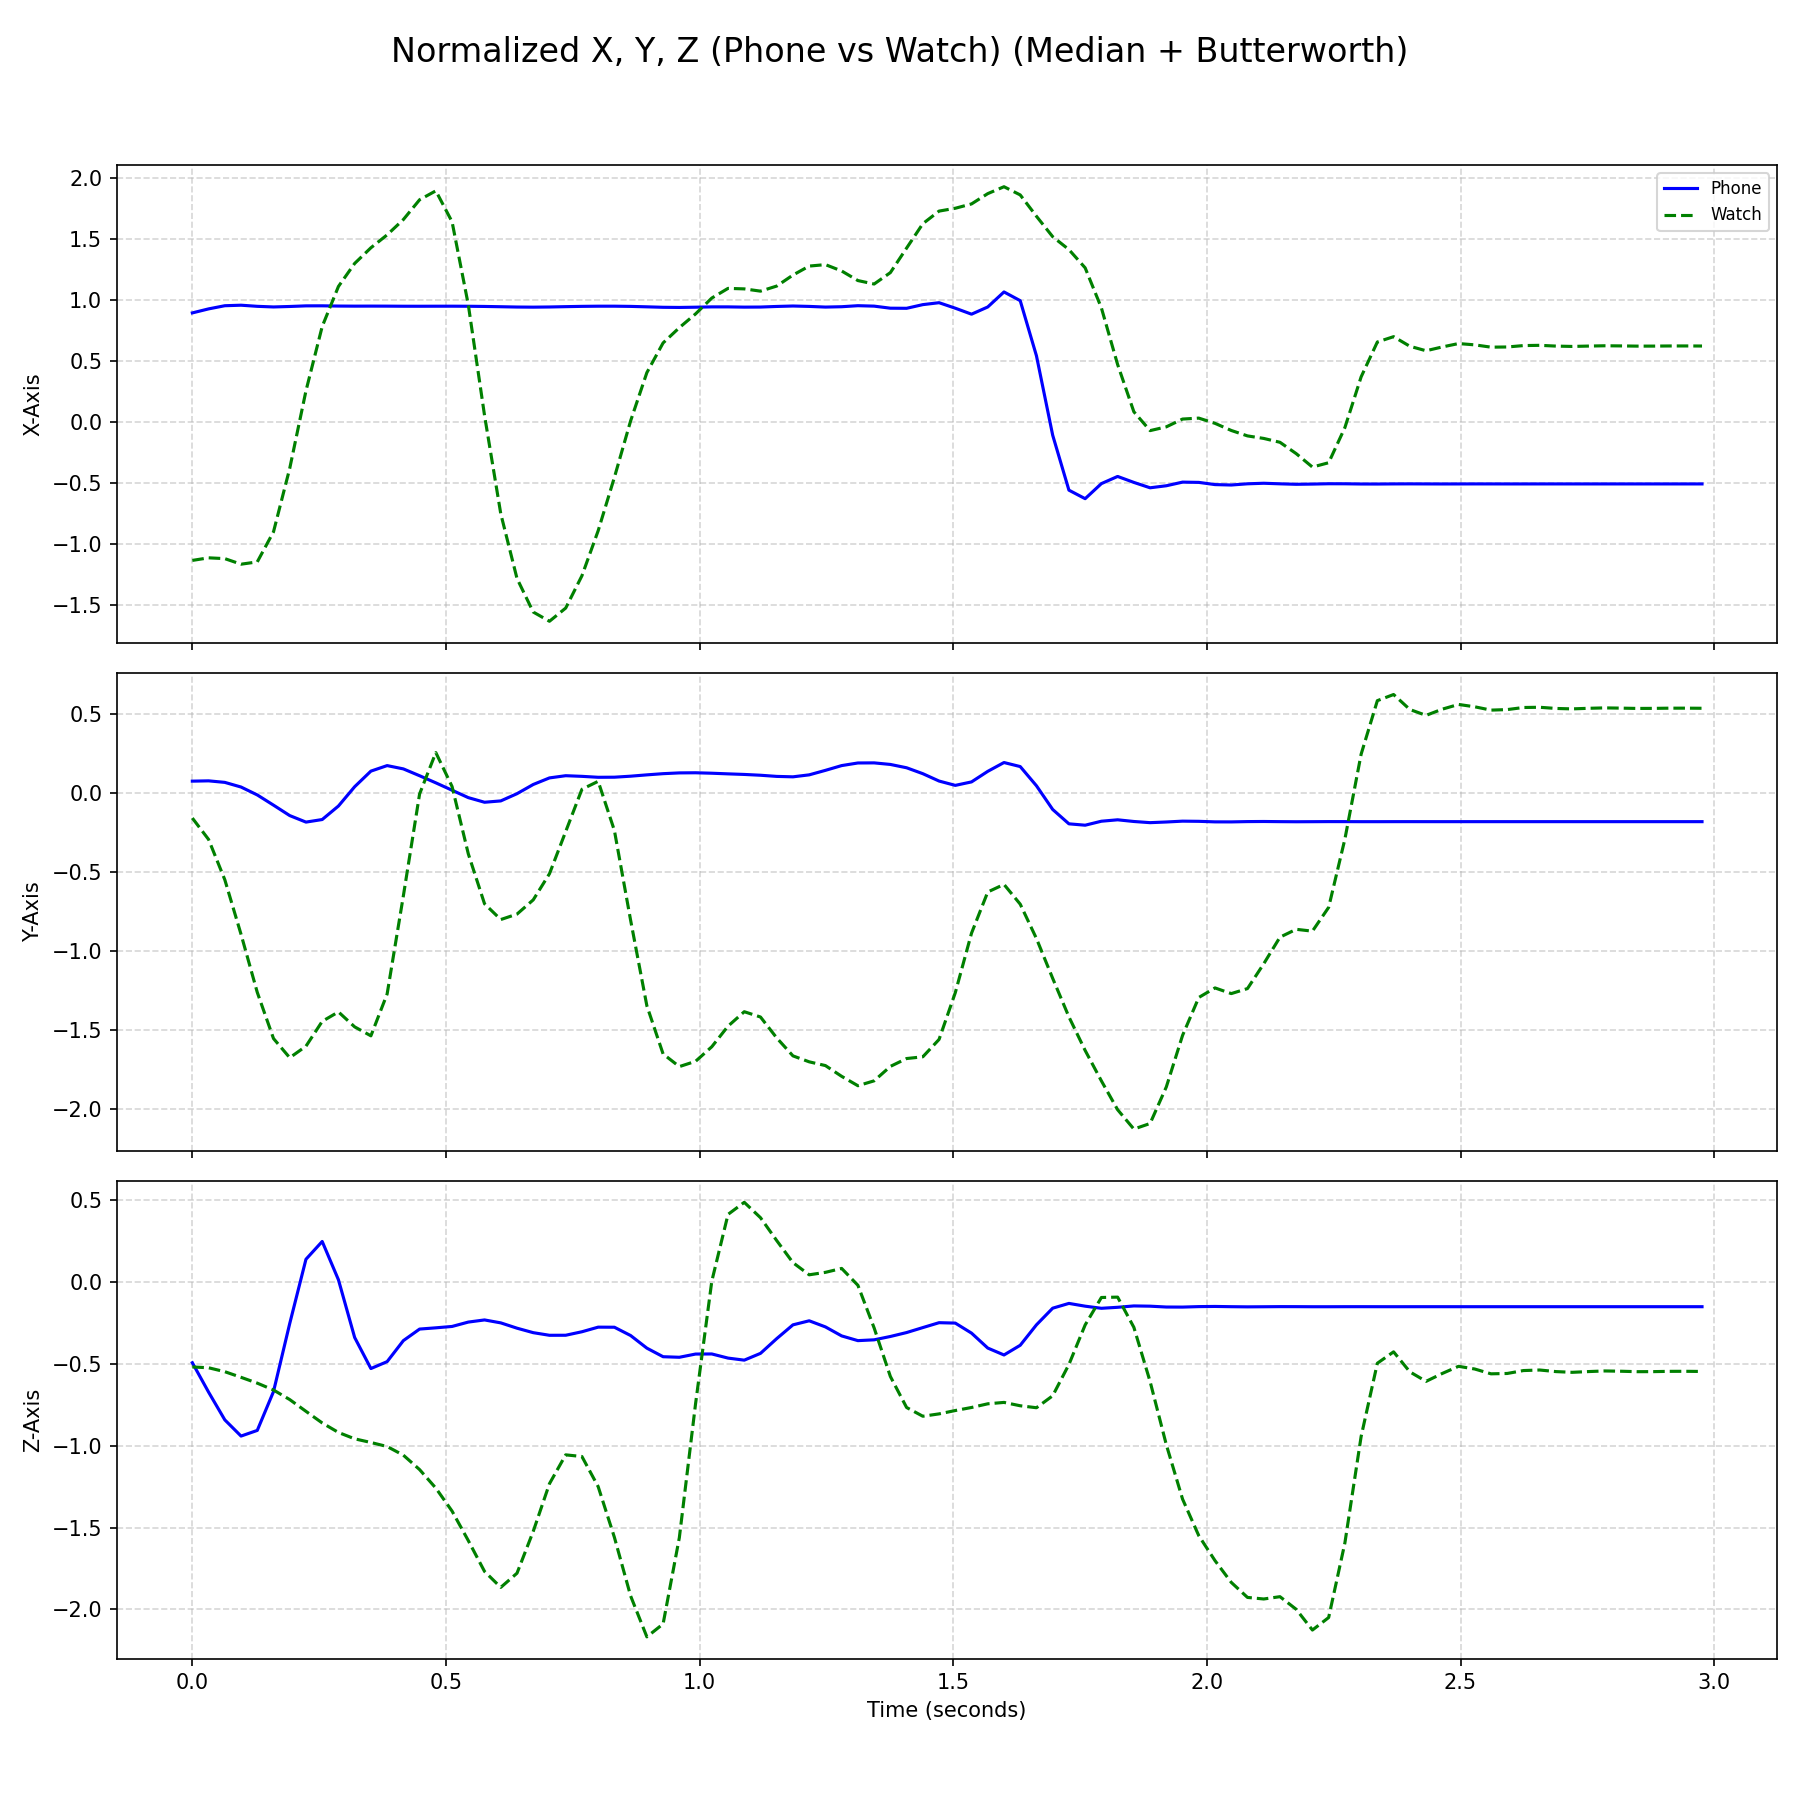 Normalized X, Y, Z (Phone vs Watch) (Median + Butterworth)
Phone
Watch
2.0
1.5
1.0
0.5
0.0
−0.5
−1.0
−1.5
X-Axis
0.5
0.0
−0.5
−1.0
−1.5
−2.0
Y-Axis
0.5
0.0
−0.5
−1.0
−1.5
−2.0
Z-Axis
0.0 0.5 1.0 1.5 2.0 2.5 3.0
Time (seconds)